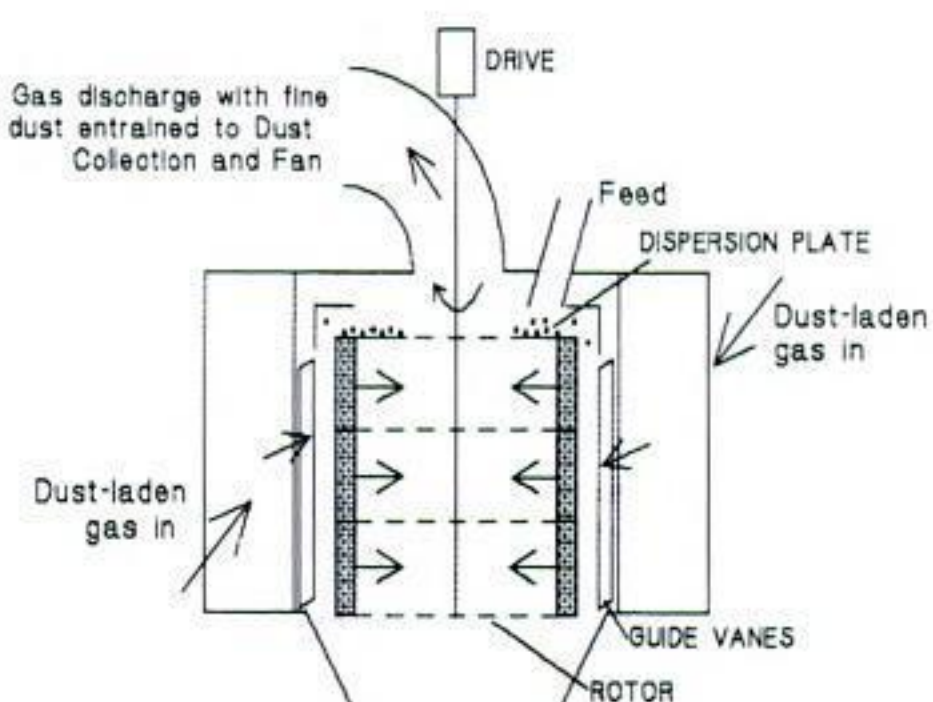 DRIVE
Gas discharge with fine
dust entrained to Dust
Collection and Fan
Feed
DISPERSION PLATE
Dust-laden
gas in
Dust-laden
gas in
GUIDE VANES
ROTOR